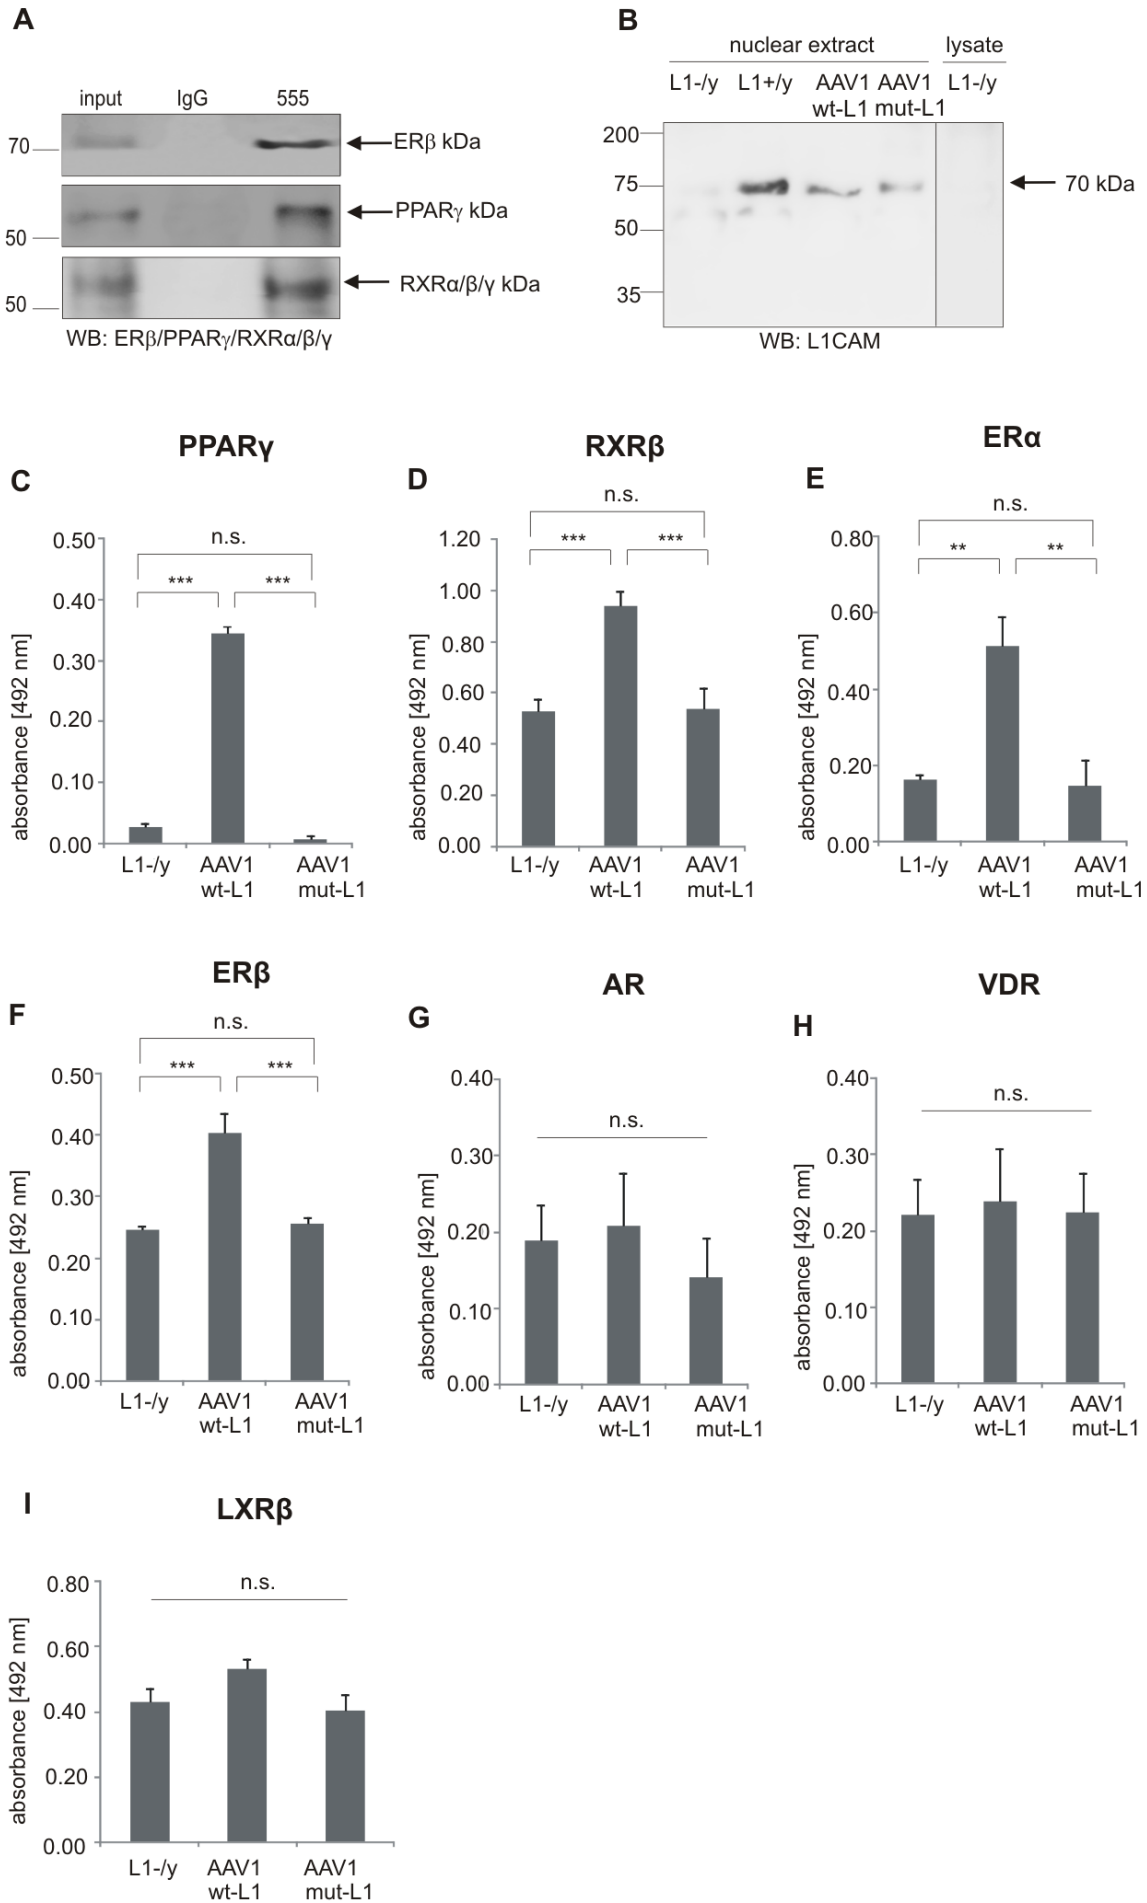 A
input IgG 555
70
ERβ kDa
PPARγ kDa
50
RXRα/β/γ kDa
50
WB: ERβ/PPARγ/RXRα/β/γ
B
nuclear extract lysate
L1-/y L1+/y AAV1 AAV1 L1-/y
wt-L1 mut-L1
200
75
70 kDa
50
35
WB: L1CAM
PPARγ
C
n.s.
*** ***
0.50
0.40
0.30
0.20
0.10
0.00
absorbance [492 nm]
L1-/y AAV1 AAV1
wt-L1 mut-L1
RXRβ
D
n.s.
*** ***
1.20
1.00
0.80
0.60
0.40
0.20
0.00
absorbance [492 nm]
L1-/y AAV1 AAV1
wt-L1 mut-L1
ERα
E
n.s.
** **
0.80
0.60
0.40
0.20
0.00
absorbance [492 nm]
L1-/y AAV1 AAV1
wt-L1 mut-L1
ERβ
F
n.s.
*** ***
0.50
0.40
0.30
0.20
0.10
0.00
absorbance [492 nm]
L1-/y AAV1 AAV1
wt-L1 mut-L1
AR
G
n.s.
0.40
0.30
0.20
0.10
0.00
absorbance [492 nm]
L1-/y AAV1 AAV1
wt-L1 mut-L1
VDR
H
n.s.
0.40
0.30
0.20
0.10
0.00
absorbance [492 nm]
L1-/y AAV1 AAV1
wt-L1 mut-L1
I
LXRβ
n.s.
0.80
0.60
0.40
0.20
0.00
absorbance [492 nm]
L1-/y AAV1 AAV1
wt-L1 mut-L1